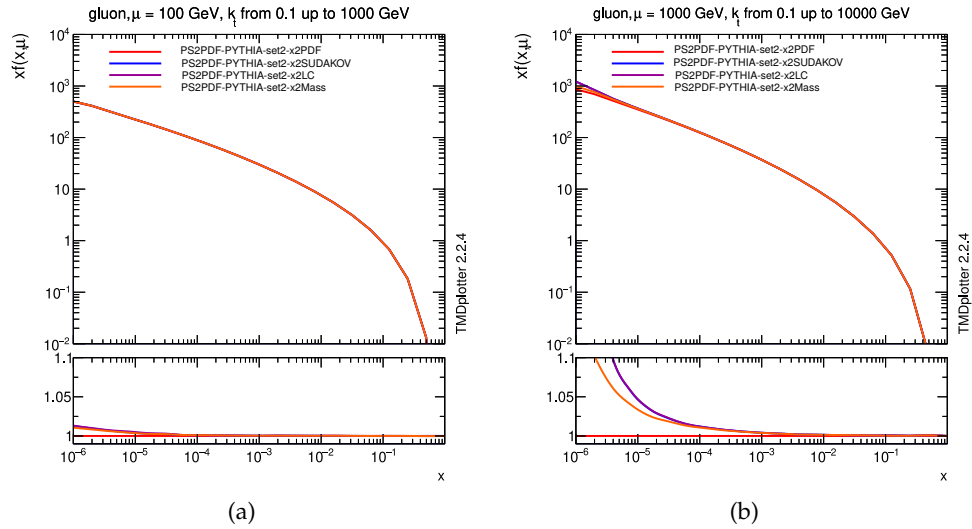 gluon, μ = 100 GeV, k_t from 0.1 up to 1000 GeV
xf(x,μ)
10^4
10^3
10^2
10
1
10^−1
10^−2
PS2PDF-PYTHIA-set2-x2PDF
PS2PDF-PYTHIA-set2-x2SUDAKOV
PS2PDF-PYTHIA-set2-x2LC
PS2PDF-PYTHIA-set2-x2Mass
TMDplotter 2.2.4
1.1
1.05
1
10^−6 10^−5 10^−4 10^−3 10^−2 10^−1
x
(a)
gluon, μ = 1000 GeV, k_t from 0.1 up to 10000 GeV
xf(x,μ)
10^4
10^3
10^2
10
1
10^−1
10^−2
PS2PDF-PYTHIA-set2-x2PDF
PS2PDF-PYTHIA-set2-x2SUDAKOV
PS2PDF-PYTHIA-set2-x2LC
PS2PDF-PYTHIA-set2-x2Mass
TMDplotter 2.2.4
1.1
1.05
1
10^−6 10^−5 10^−4 10^−3 10^−2 10^−1
x
(b)